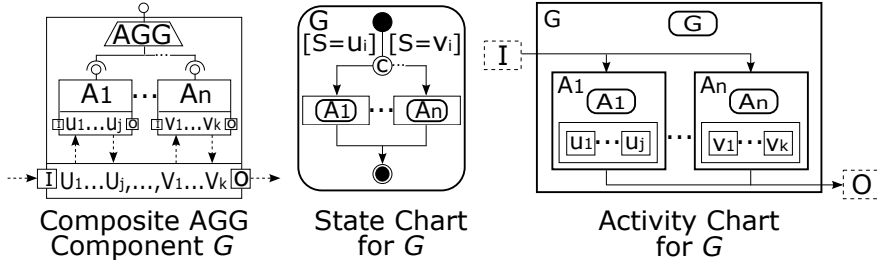 AGG
...
A1 ... An
I u1...uj O I v1...vk O
I U1...Uj,...,V1...Vk O
Composite AGG
Component G
G
[S=ui] [S=vi]
C ...
A1 ... An
State Chart
for G
G G
I
A1 An
A1 An
u1...uj ... v1...vk
O
Activity Chart
for G